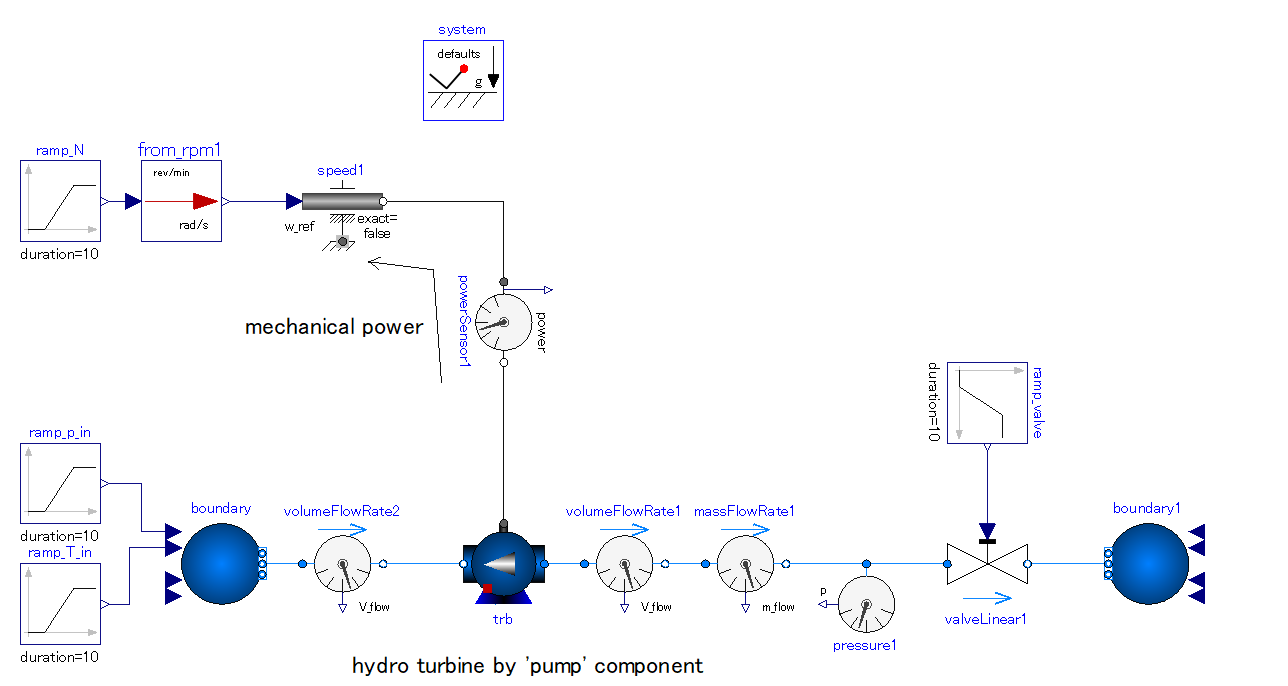 system
defaults
g
ramp_N
from_rpm1
rev/min
rad/s
speed1
w_ref
exact=
false
duration=10
powerSensor1
power
mechanical power
duration=10
ramp_valve
ramp_p_in
duration=10
boundary
volumeFlowRate2
volumeFlowRate1
massFlowRate1
boundary1
ramp_T_in
V_flow
V_flow
m_flow
p
trb
valveLinear1
pressure1
duration=10
hydro turbine by 'pump' component